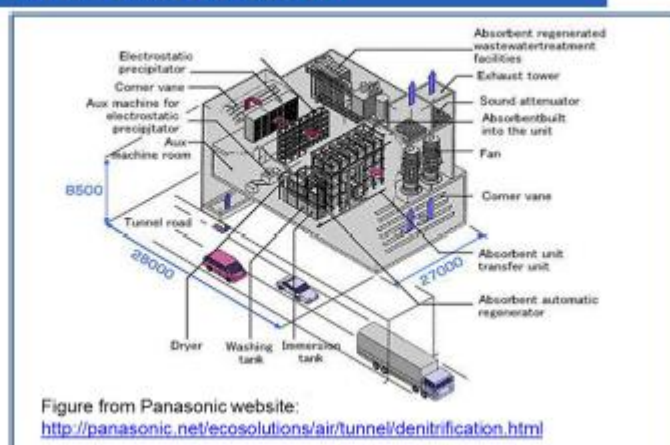 Electrostatic
precipitator
Corner vane
Aux machine for
electrostatic
precipitator
Aux
machine room
8500
Tunnel road
28000
Dryer
Washing
tank
Immersion
tank
Absorbent regenerated
wastewatertreatment
facilities
Exhaust tower
Sound attenuator
Absorbentbuilt
into the unit
Fan
Corner vane
27000
Absorbent unit
transfer unit
Absorbent automatic
regenerator
Figure from Panasonic website:
http://panasonic.net/ecosolutions/air/tunnel/denitrification.html